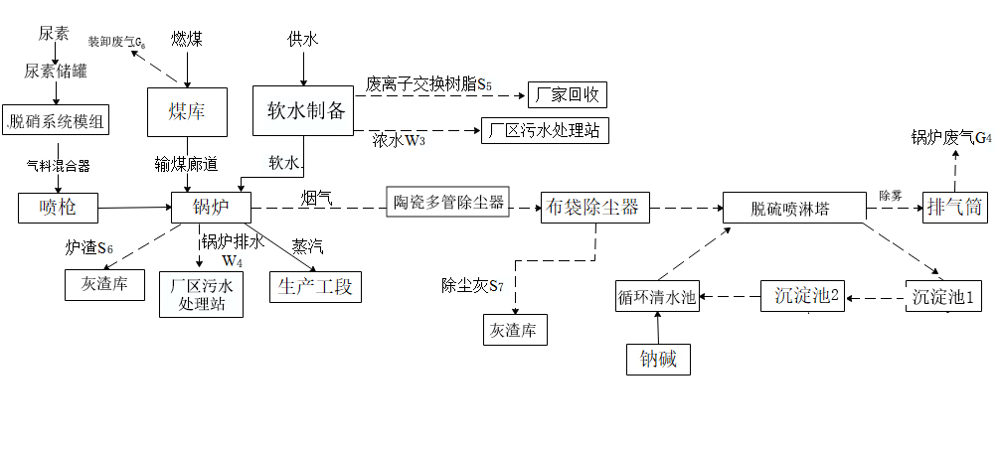 尿素
装卸废气G6
燃煤
供水
尿素储罐
废离子交换树脂S5
厂家回收
煤库
软水制备
脱硝系统模组
浓水W3
厂区污水处理站
锅炉废气G4
气料混合器
输煤廊道
软水
喷枪
锅炉
烟气
陶瓷多管除尘器
布袋除尘器
脱硫喷淋塔
除雾
排气筒
炉渣S6
锅炉排水
W4
蒸汽
灰渣库
厂区污水
处理站
生产工段
除尘灰S7
循环清水池
沉淀池2
沉淀池1
灰渣库
钠碱